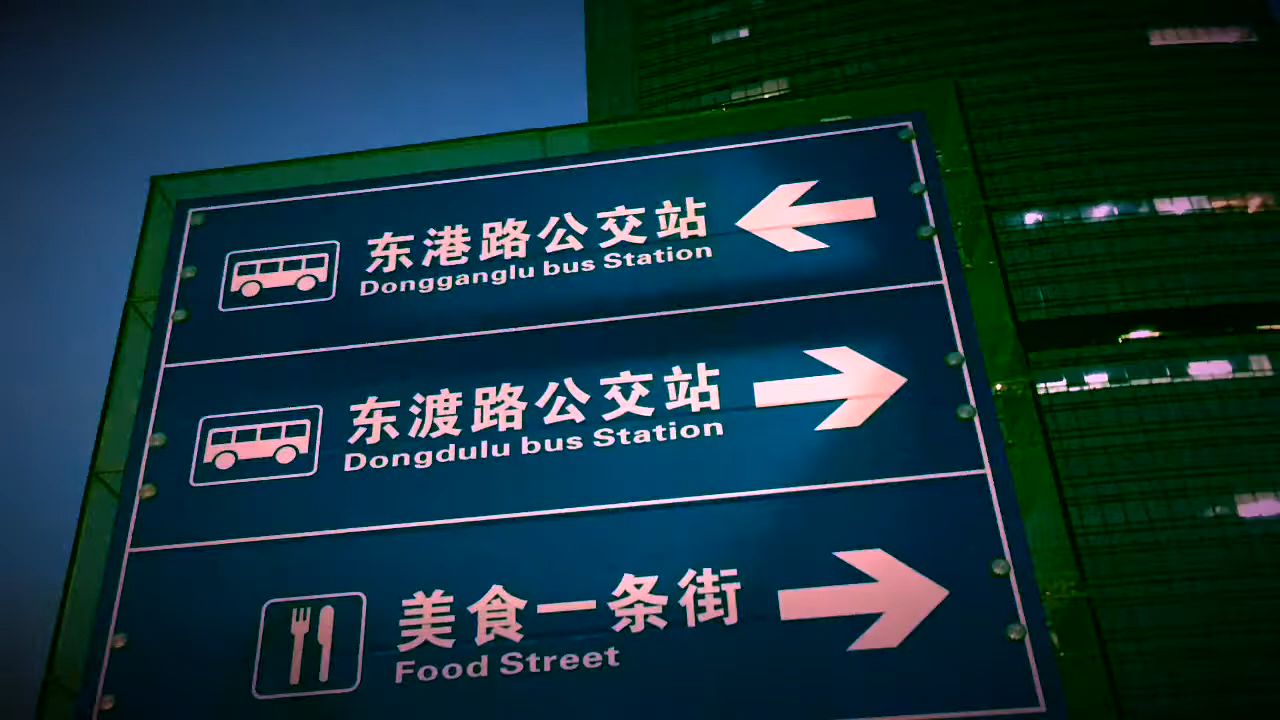 东港路公交站
Dongganglu bus Station
东渡路公交站
Dongdulu bus Station
美食一条街
Food Street